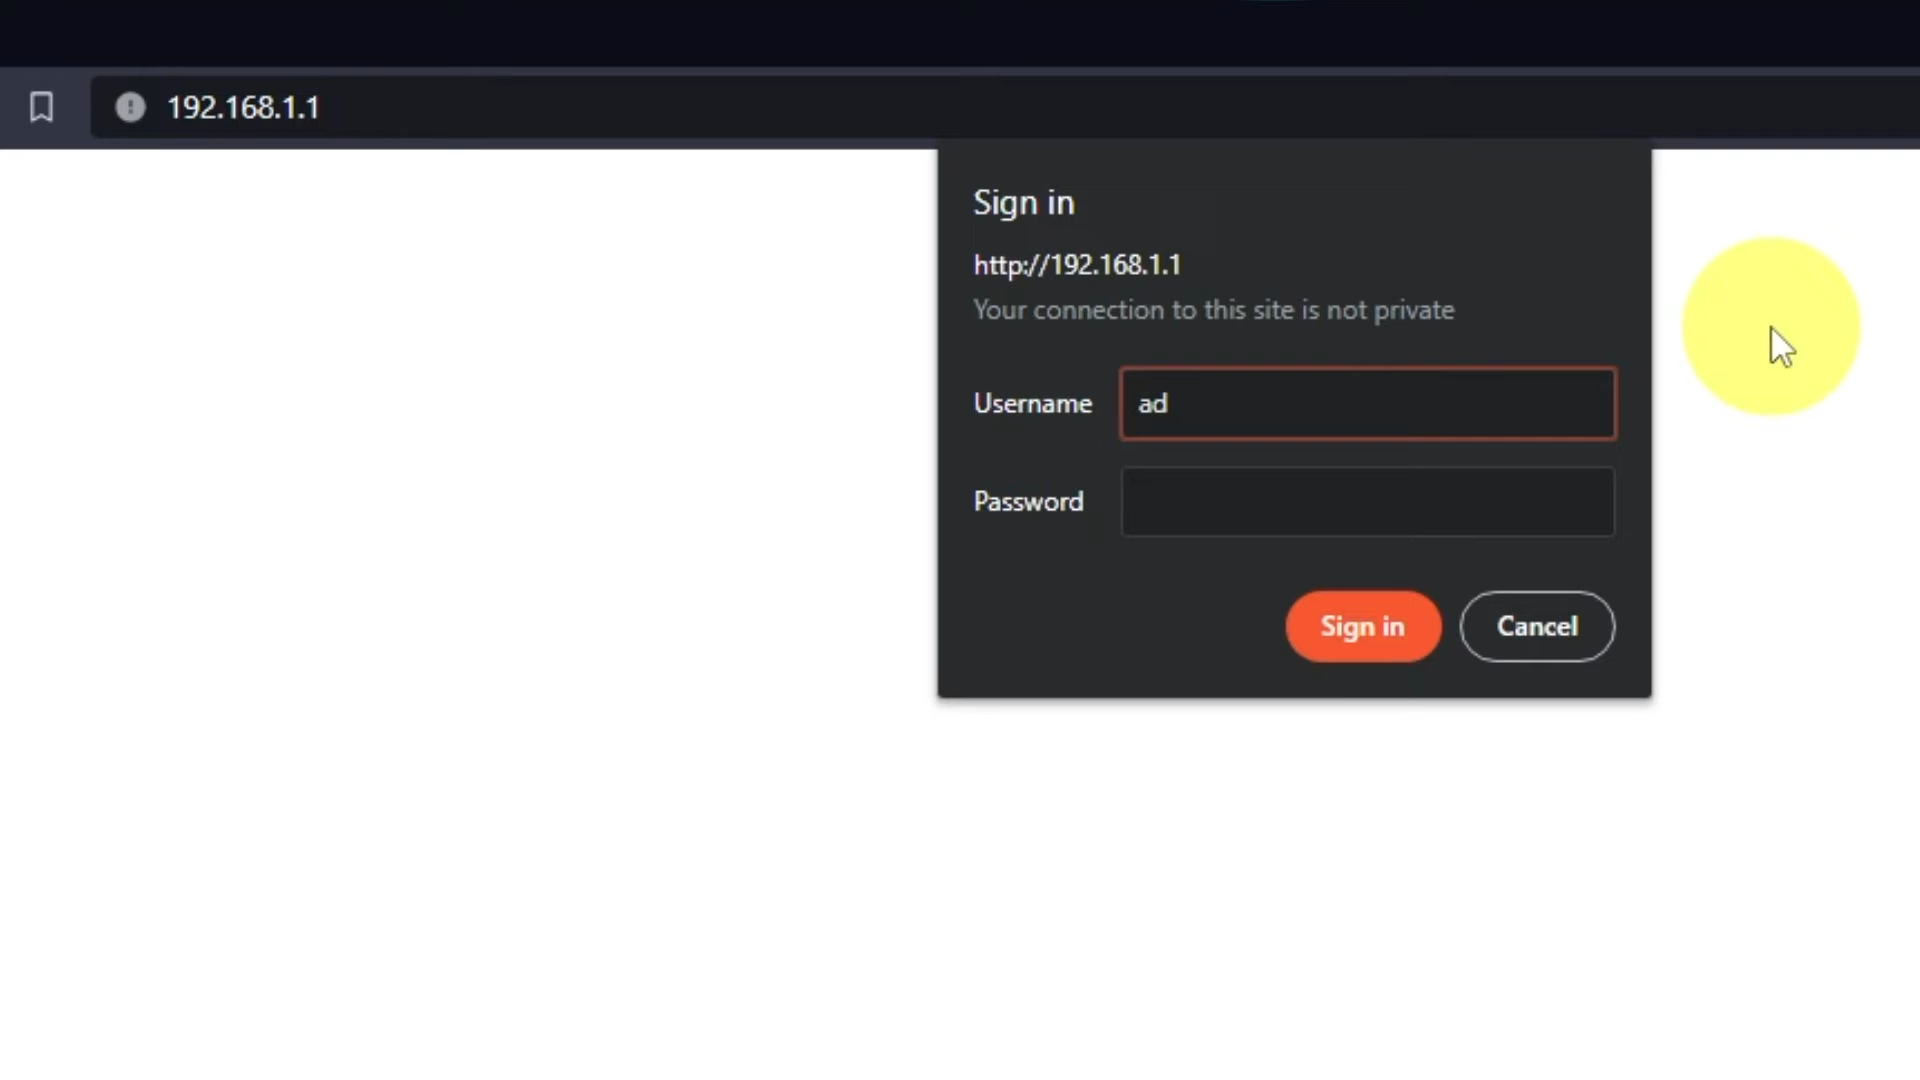 192.168.1.1
Sign in
http://192.168.1.1
Your connection to this site is not private
Username ad
Password
Sign in Cancel